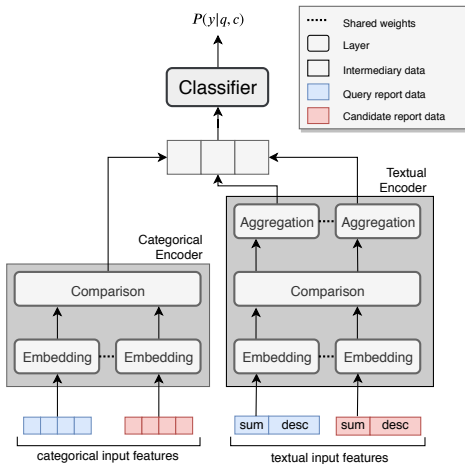 P(y|q, c)
Classifier
Shared weights
Layer
Intermediary data
Query report data
Candidate report data
Textual
Encoder
Aggregation
Aggregation
Categorical
Encoder
Comparison
Comparison
Embedding
Embedding
Embedding
Embedding
sum
desc
sum
desc
categorical input features
textual input features